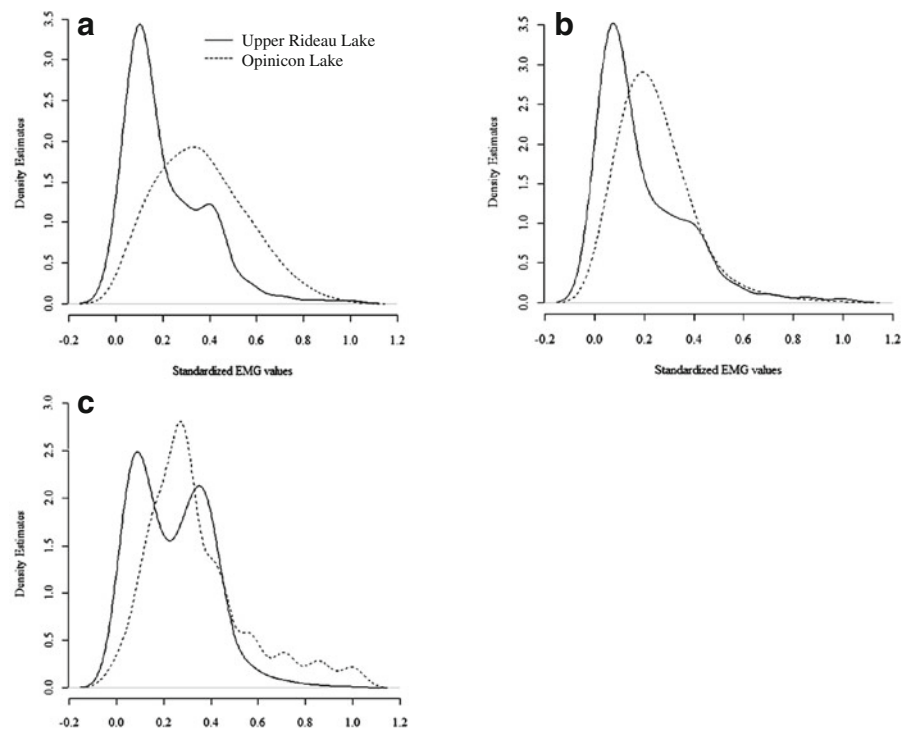 a
Upper Rideau Lake
Opinicon Lake
Density Estimates
3.5
3.0
2.5
2.0
1.5
1.0
0.5
0.0
-0.2 0.0 0.2 0.4 0.6 0.8 1.0 1.2
Standardized EMG values
b
Density Estimates
3.5
3.0
2.5
2.0
1.5
1.0
0.5
0.0
-0.2 0.0 0.2 0.4 0.6 0.8 1.0 1.2
Standardized EMG values
c
Density Estimates
3.0
2.5
2.0
1.5
1.0
0.5
0.0
-0.2 0.0 0.2 0.4 0.6 0.8 1.0 1.2